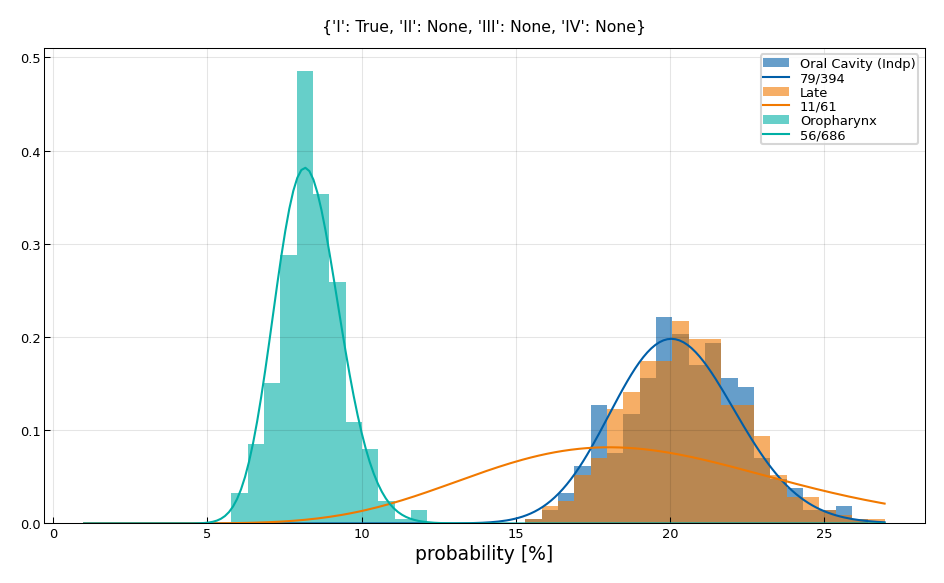 {'I': True, 'II': None, 'III': None, 'IV': None}
Oral Cavity (Indp)
79/394
Late
11/61
Oropharynx
56/686
0.5
0.4
0.3
0.2
0.1
0.0
0 5 10 15 20 25
probability [%]